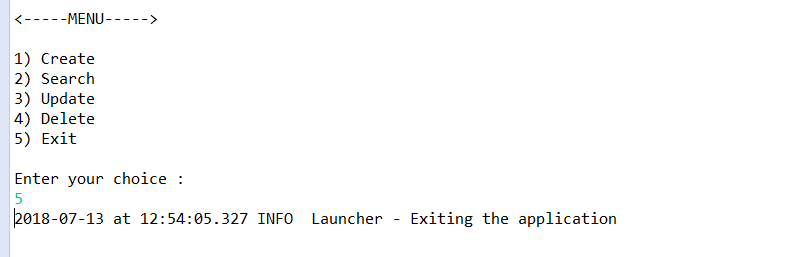 <-----MENU----->
1) Create
2) Search
3) Update
4) Delete
5) Exit
Enter your choice :
5
2018-07-13 at 12:54:05.327 INFO  Launcher - Exiting the application